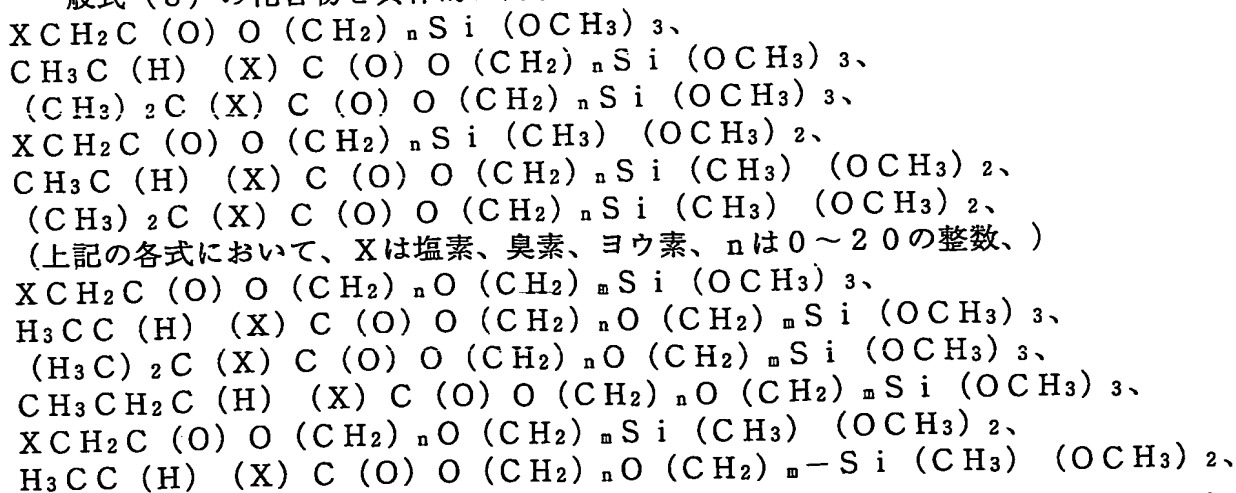 XCH₂C(O)O(CH₂)ₙSi(OCH₃)₃、
CH₃C(H)(X)C(O)O(CH₂)ₙSi(OCH₃)₃、
(CH₃)₂C(X)C(O)O(CH₂)ₙSi(OCH₃)₃、
XCH₂C(O)O(CH₂)ₙSi(CH₃)(OCH₃)₂、
CH₃C(H)(X)C(O)O(CH₂)ₙSi(CH₃)(OCH₃)₂、
(CH₃)₂C(X)C(O)O(CH₂)ₙSi(CH₃)(OCH₃)₂、
(上記の各式において、Xは塩素、臭素、ヨウ素、nは0~20の整数、)
XCH₂C(O)O(CH₂)ₙO(CH₂)ₘSi(OCH₃)₃、
H₃CC(H)(X)C(O)O(CH₂)ₙO(CH₂)ₘSi(OCH₃)₃、
(H₃C)₂C(X)C(O)O(CH₂)ₙO(CH₂)ₘSi(OCH₃)₃、
CH₃CH₂C(H)(X)C(O)O(CH₂)ₙO(CH₂)ₘSi(OCH₃)₃、
XCH₂C(O)O(CH₂)ₙO(CH₂)ₘSi(CH₃)(OCH₃)₂、
H₃CC(H)(X)C(O)O(CH₂)ₙO(CH₂)ₘ-Si(CH₃)(OCH₃)₂、